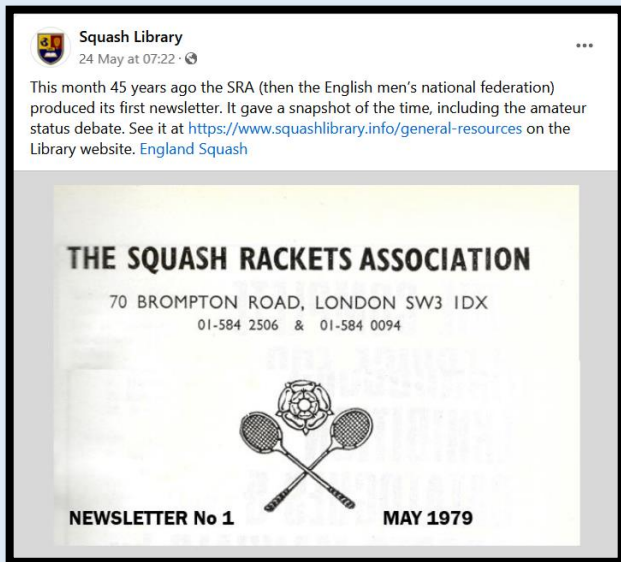 Squash Library
24 May at 07:22 ·
This month 45 years ago the SRA (then the English men's national federation)
produced its first newsletter. It gave a snapshot of the time, including the amateur
status debate. See it at https://www.squashlibrary.info/general-resources on the
Library website. England Squash
THE SQUASH RACKETS ASSOCIATION
70 BROMPTON ROAD, LONDON SW3 1DX
01-584 2506 & 01-584 0094
NEWSLETTER No 1 MAY 1979